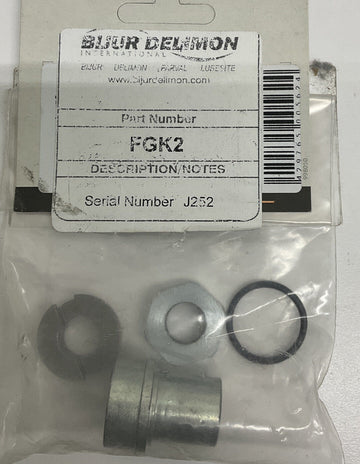 BIJUR DELIMON
INTERNATIONAL
BIJUR DELIMON FARVAL LUBESITE
www.bijurdelimon.com
Part Number
FGK2
DESCRIPTION/NOTES
Serial Number J252